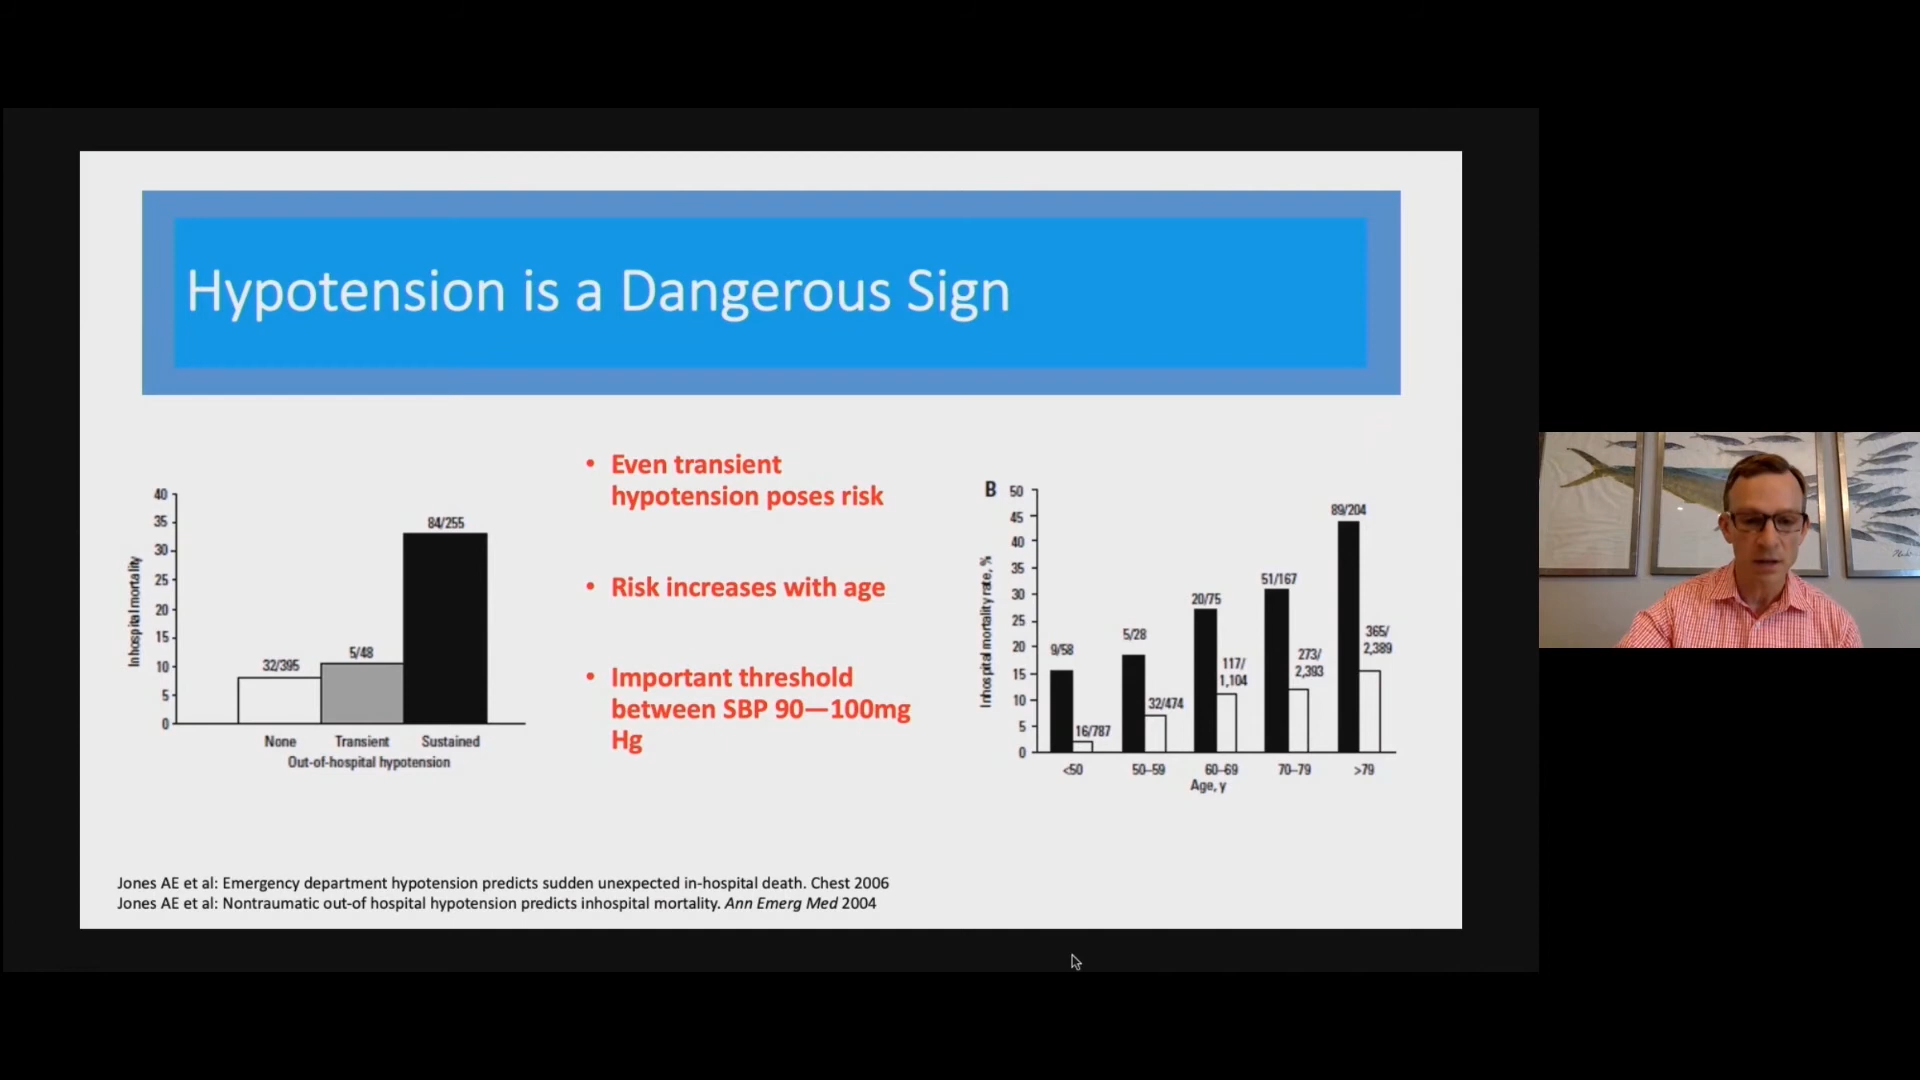 Hypotension is a Dangerous Sign
40
35
30
25
20
15
10
5
0
Inhospital mortality
32/395
5/48
84/255
None Transient Sustained
Out-of-hospital hypotension
• Even transient
hypotension poses risk
• Risk increases with age
• Important threshold
between SBP 90—100mg
Hg
B
50
45
40
35
30
25
20
15
10
5
0
Inhospital mortality rate, %
9/58
16/787
5/28
32/474
20/75
117/
1,104
51/167
273/
2,393
89/204
365/
2,389
<50 50–59 60–69 70–79 >79
Age, y
Jones AE et al: Emergency department hypotension predicts sudden unexpected in-hospital death. Chest 2006
Jones AE et al: Nontraumatic out-of hospital hypotension predicts inhospital mortality. Ann Emerg Med 2004